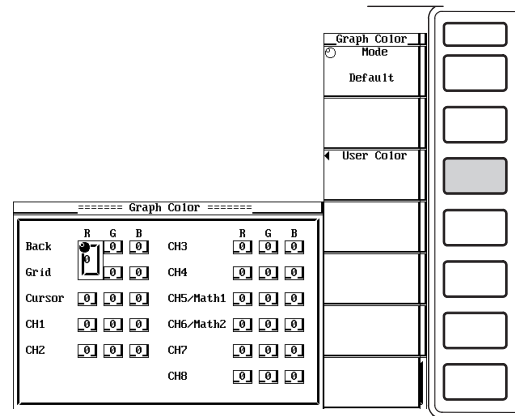 Graph Color
Mode
Default
User Color
======= Graph Color =======
R G B R G B
Back 0 0 0 CH3 0 0 0
Grid 0 0 CH4 0 0 0
Cursor 0 0 0 CH5/Math1 0 0 0
CH1 0 0 0 CH6/Math2 0 0 0
CH2 0 0 0 CH7 0 0 0
CH8 0 0 0